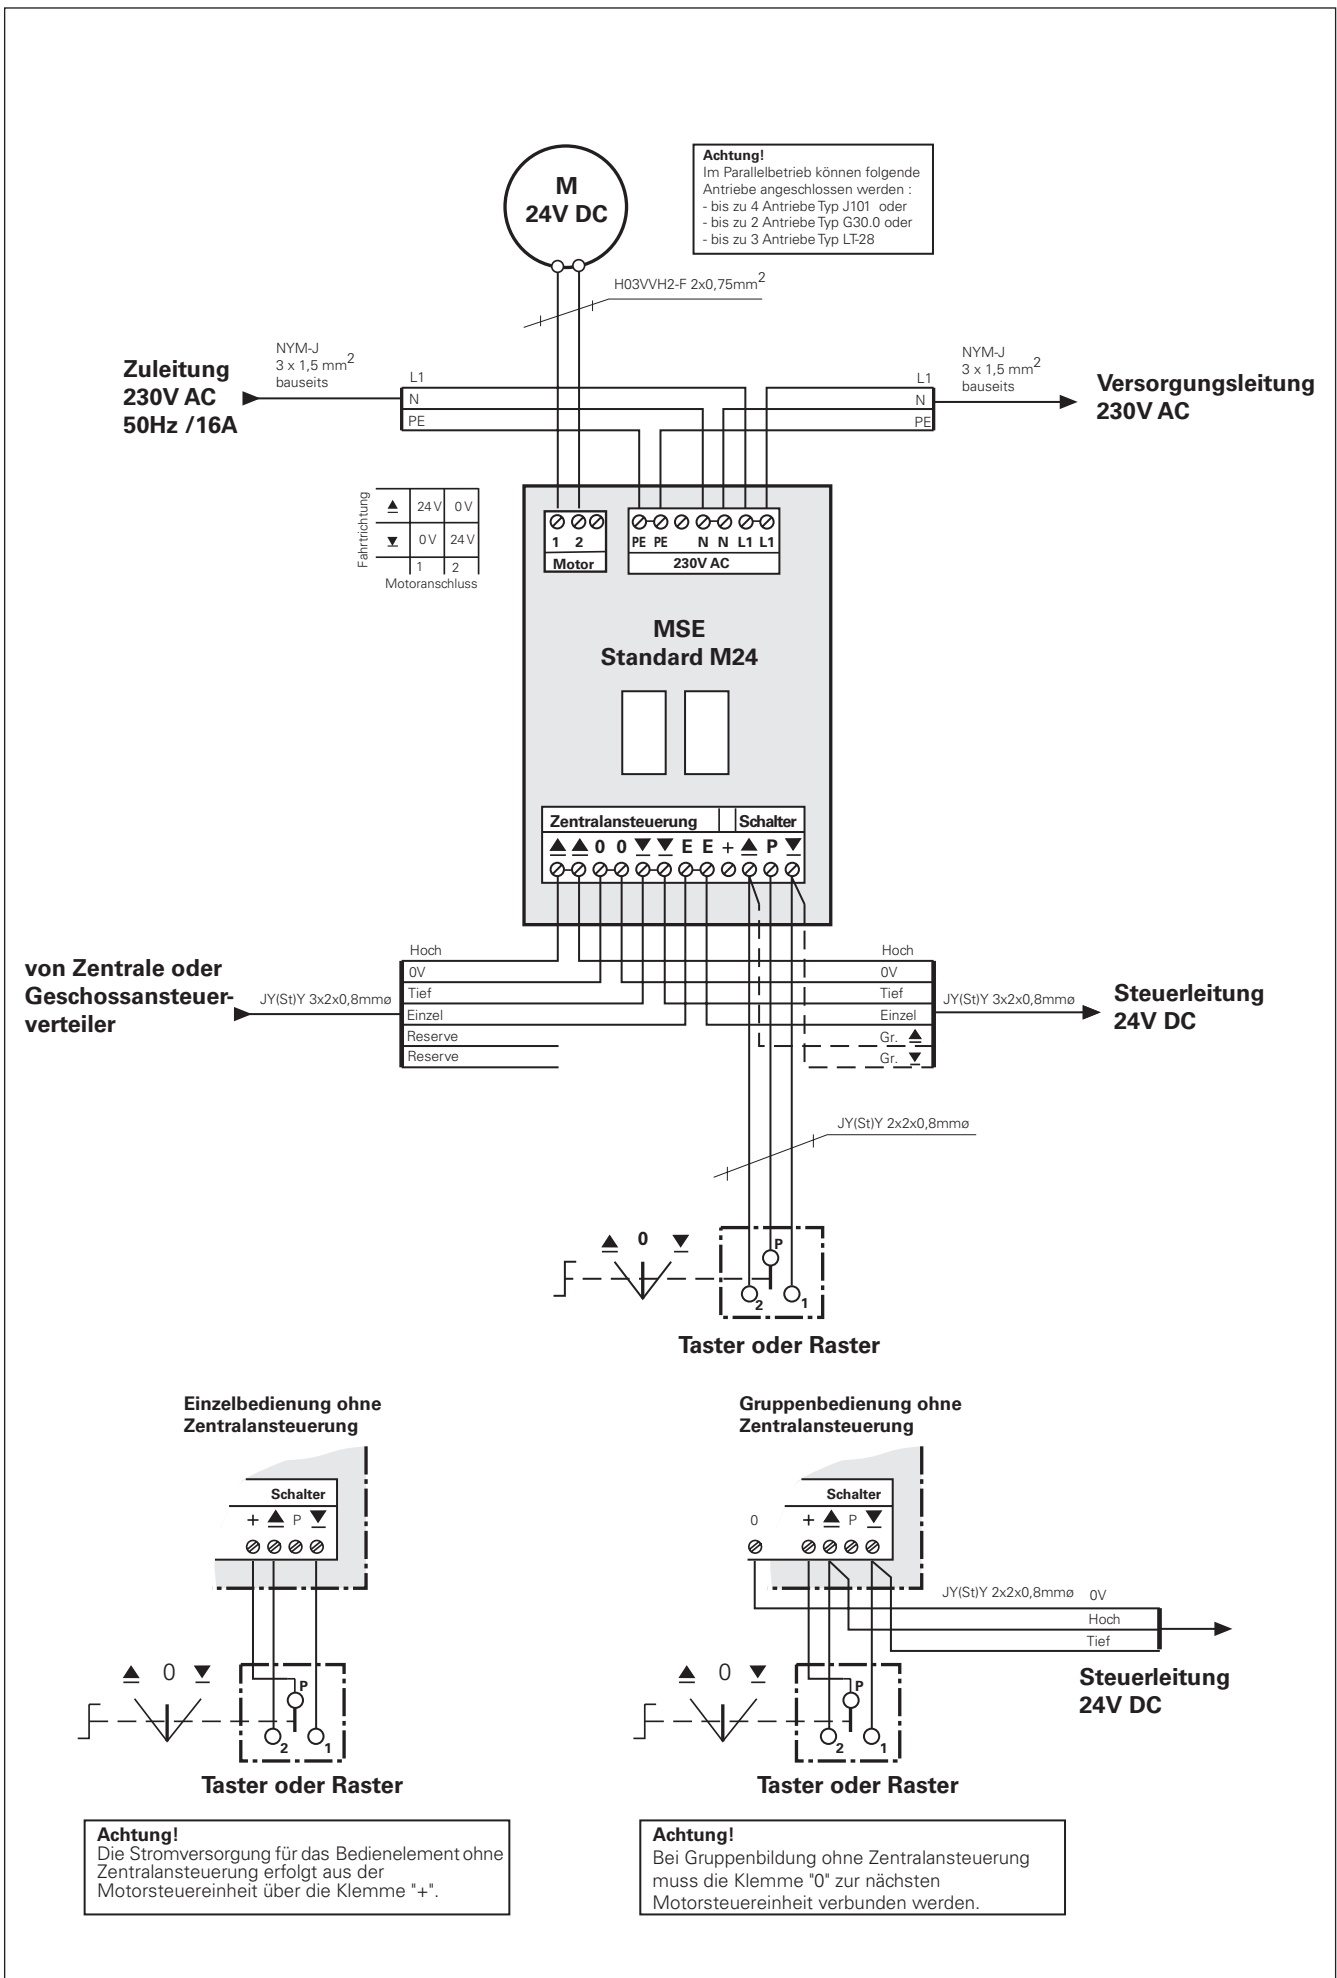 M
24V DC
Achtung!
Im Parallelbetrieb können folgende
Antriebe angeschlossen werden :
- bis zu 4 Antriebe Typ J101 oder
- bis zu 2 Antriebe Typ G30.0 oder
- bis zu 3 Antriebe Typ LT-28
H03VVH2-F 2x0,75mm2
Zuleitung
230V AC
50Hz /16A
NYM-J
3 x 1,5 mm2
bauseits
L1
N
PE
L1
N
PE
NYM-J
3 x 1,5 mm2
bauseits
Versorgungsleitung
230V AC
Fahrtrichtung
▲ 24 V 0 V
▼ 0 V 24 V
1 2
Motoranschluss
1 2
Motor
PE PE N N L1 L1
230V AC
MSE
Standard M24
Zentralansteuerung Schalter
▲ ▲ 0 0 ▼ ▼ E E + ▲ P ▼
von Zentrale oder
Geschossansteuer-
verteiler
JY(St)Y 3x2x0,8mmø
Hoch
0V
Tief
Einzel
Reserve
Reserve
Hoch
0V
Tief
Einzel
Gr. ▲
Gr. ▼
JY(St)Y 3x2x0,8mmø
Steuerleitung
24V DC
JY(St)Y 2x2x0,8mmø
▲ 0 ▼
P
2 1
Taster oder Raster
Einzelbedienung ohne
Zentralansteuerung
Schalter
+ ▲ P ▼
▲ 0 ▼
P
2 1
Taster oder Raster
Achtung!
Die Stromversorgung für das Bedienelement ohne
Zentralansteuerung erfolgt aus der
Motorsteuereinheit über die Klemme "+".
Gruppenbedienung ohne
Zentralansteuerung
Schalter
0 + ▲ P ▼
JY(St)Y 2x2x0,8mmø 0V
Hoch
Tief
Steuerleitung
24V DC
▲ 0 ▼
P
2 1
Taster oder Raster
Achtung!
Bei Gruppenbildung ohne Zentralansteuerung
muss die Klemme "0" zur nächsten
Motorsteuereinheit verbunden werden.